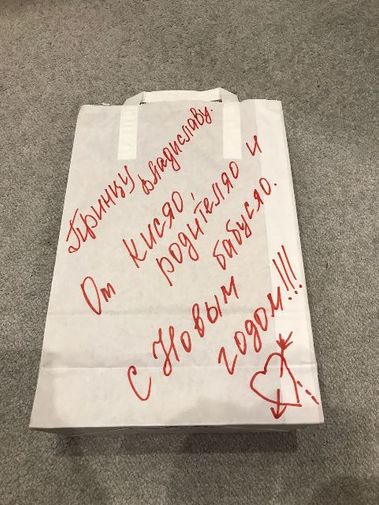 Принцу Владиславу.
От кисяо
родителяо и
бабусяо.
С Новым
годом!!!